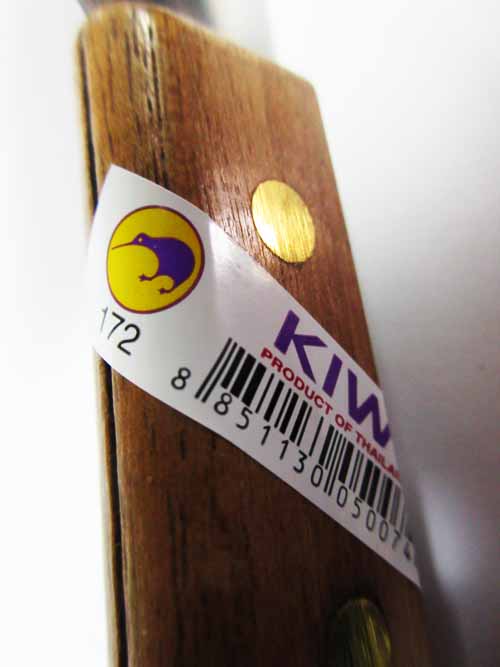 172
KIW
PRODUCT OF THAILA
8 851130 05007